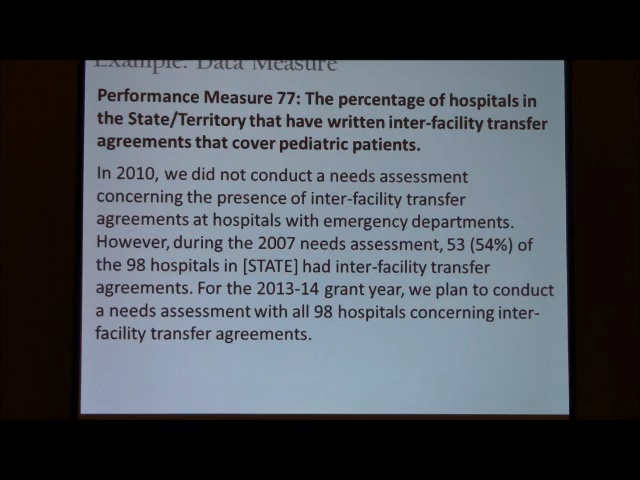 Example: Data Measure
Performance Measure 77: The percentage of hospitals in
the State/Territory that have written inter-facility transfer
agreements that cover pediatric patients.
In 2010, we did not conduct a needs assessment
concerning the presence of inter-facility transfer
agreements at hospitals with emergency departments.
However, during the 2007 needs assessment, 53 (54%) of
the 98 hospitals in [STATE] had inter-facility transfer
agreements. For the 2013-14 grant year, we plan to conduct
a needs assessment with all 98 hospitals concerning inter-
facility transfer agreements.